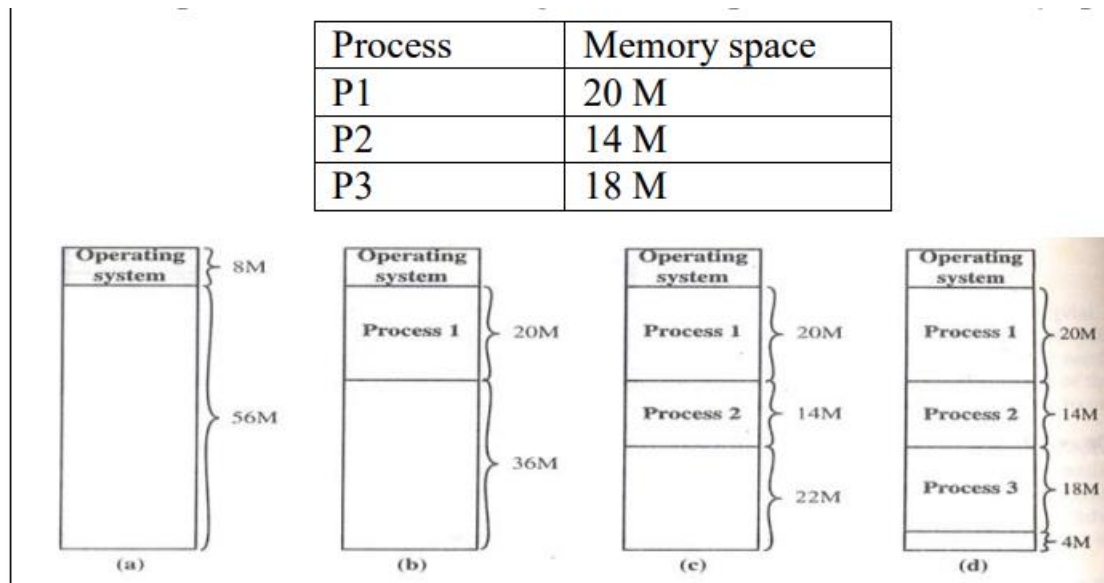 Process Memory space
P1 20 M
P2 14 M
P3 18 M
Operating
system
8M
56M
(a)
Operating
system
Process 1
20M
36M
(b)
Operating
system
Process 1
20M
Process 2
14M
22M
(c)
Operating
system
Process 1
20M
Process 2
14M
Process 3
18M
4M
(d)